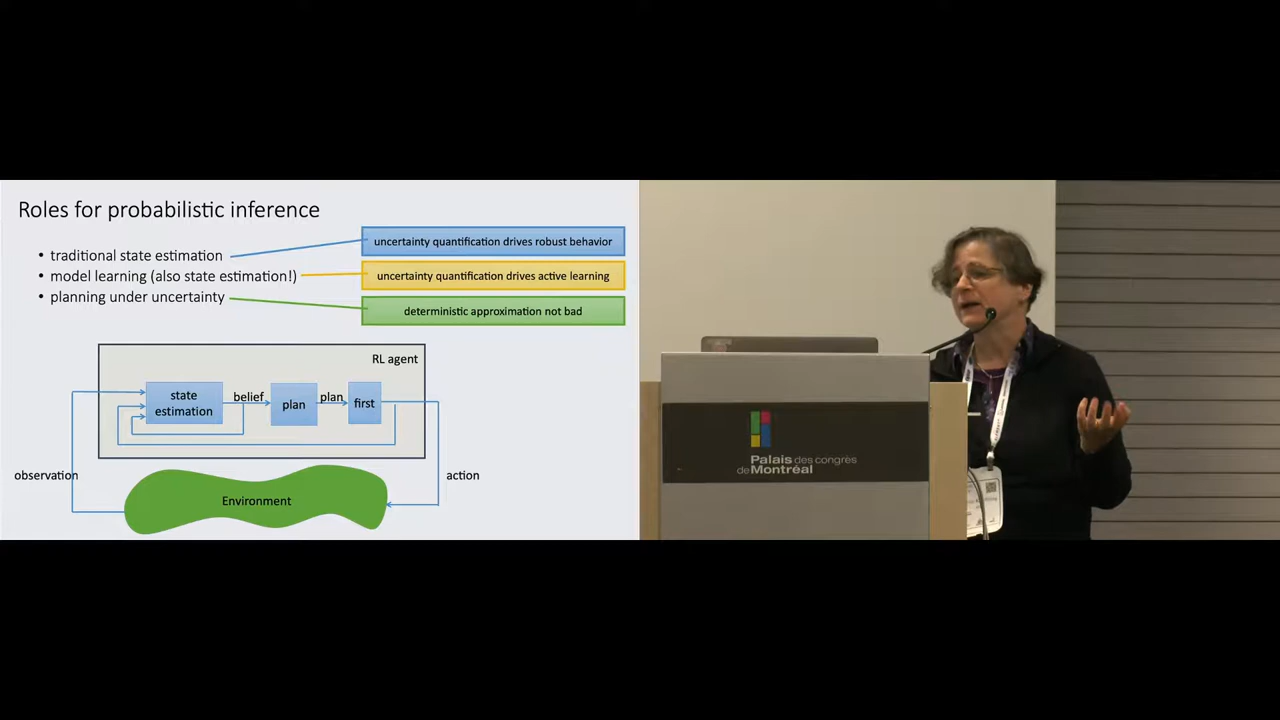 Roles for probabilistic inference
• traditional state estimation
• model learning (also state estimation!)
• planning under uncertainty
uncertainty quantification drives robust behavior
uncertainty quantification drives active learning
deterministic approximation not bad
RL agent
state
estimation
belief
plan
plan
first
observation
action
Environment
Palais des congrès
de Montréal